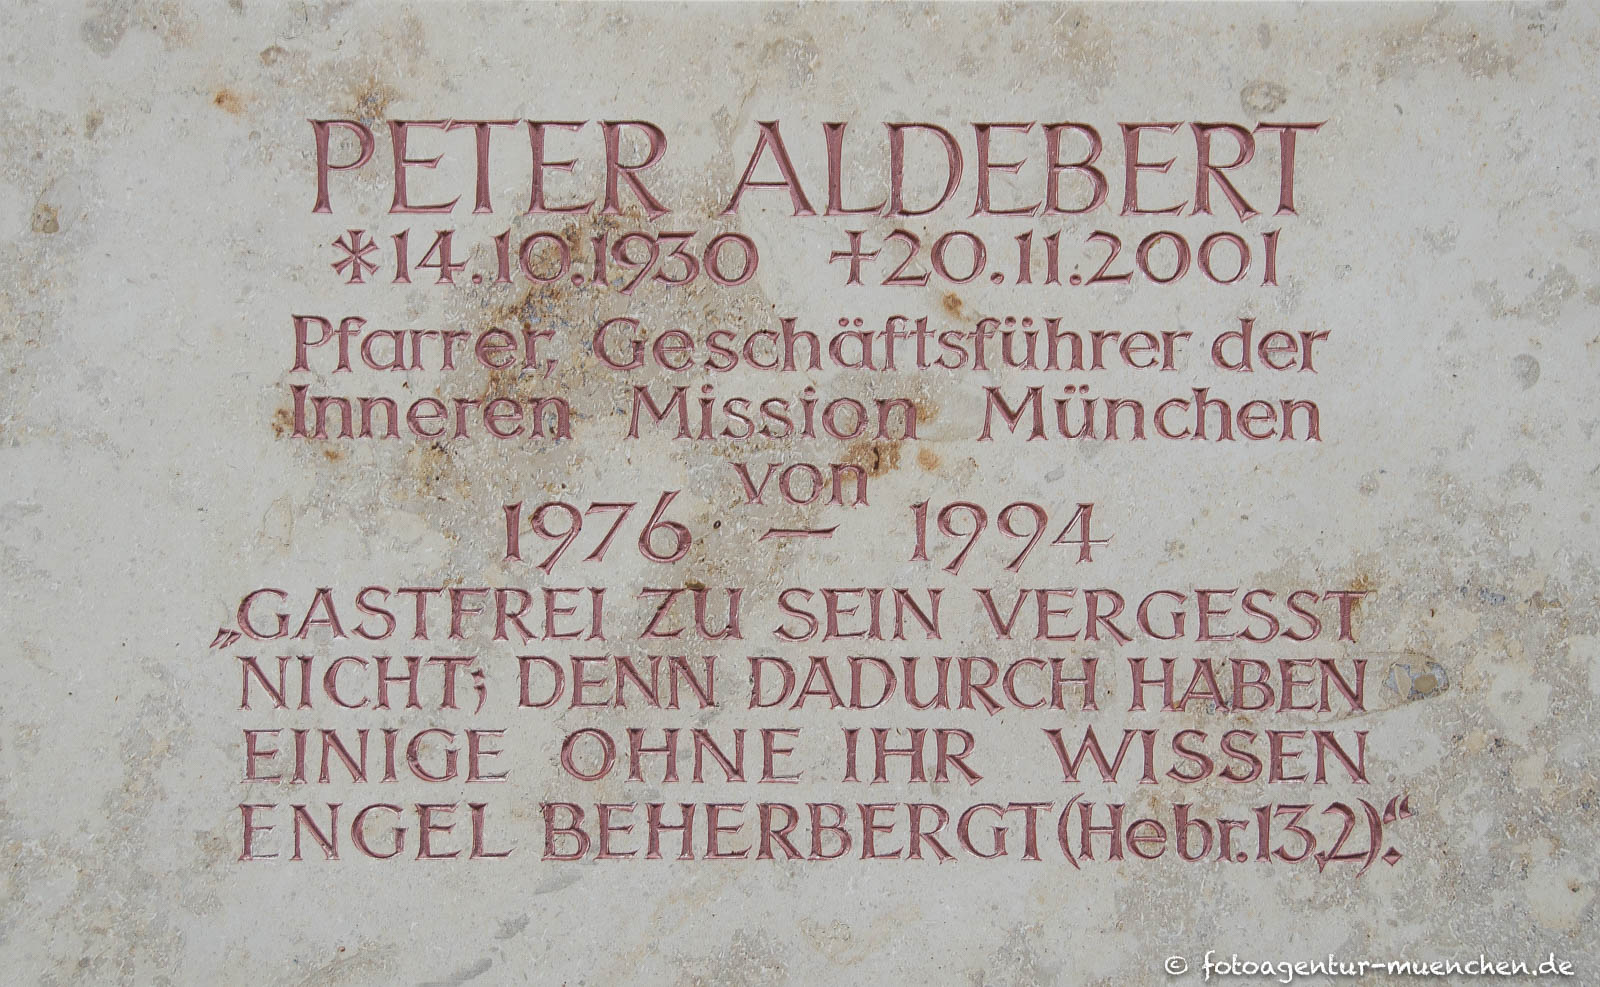 PETER ALDEBERT
*14.10.1930 +20.11.2001
Pfarrer, Geschäftsführer der
Inneren Mission München
von
1976 — 1994
„GASTFREI ZU SEIN VERGESST
NICHT; DENN DADURCH HABEN
EINIGE OHNE IHR WISSEN
ENGEL BEHERBERGT (Hebr.13,2).“
© fotoagentur-muenchen.de